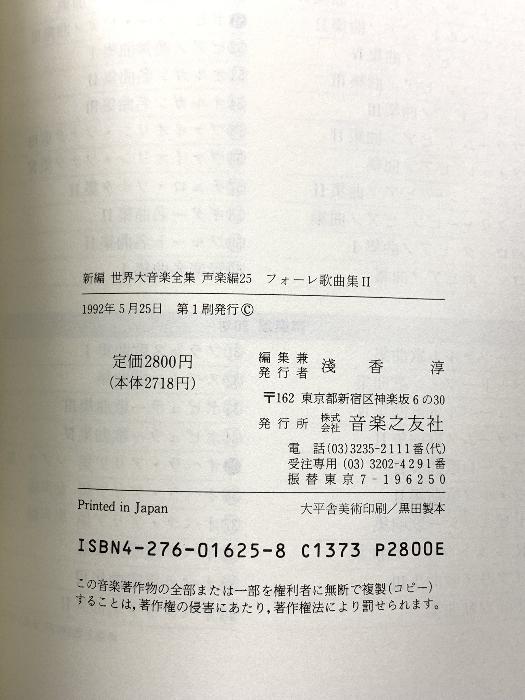 新編 世界大音楽全集 声楽編25 フォーレ歌曲集II
1992年5月25日 第1刷発行©
定価2800円
(本体2718円)
編集兼発行者 淺香淳
〒162 東京都新宿区神楽坂6の30
発行所 株式会社 音楽之友社
電話(03)3235-2111番(代)
受注専用(03)3202-4291番
振替東京7-196250
Printed in Japan 大平舎美術印刷/黒田製本
ISBN4-276-01625-8 C1373 P2800E
この音楽著作物の全部または一部を権利者に無断で複製(コピー)
することは,著作権の侵害にあたり,著作権法により罰せられます。